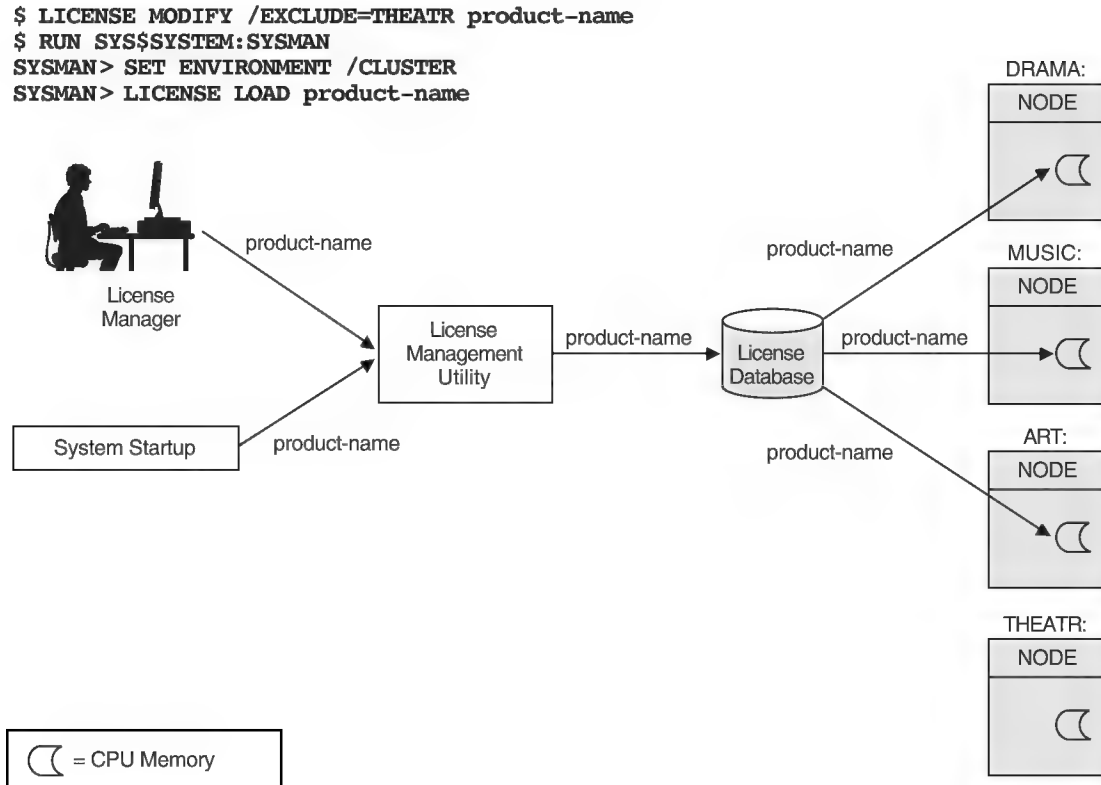 $ LICENSE MODIFY /EXCLUDE=THEATR product-name
$ RUN SYS$SYSTEM:SYSMAN
SYSMAN> SET ENVIRONMENT /CLUSTER
SYSMAN> LICENSE LOAD product-name
DRAMA:
NODE
product-name
product-name
License
Manager
MUSIC:
NODE
License
Management
Utility
product-name
License
Database
product-name
System Startup
product-name
product-name
ART:
NODE
THEATR:
NODE
= CPU Memory